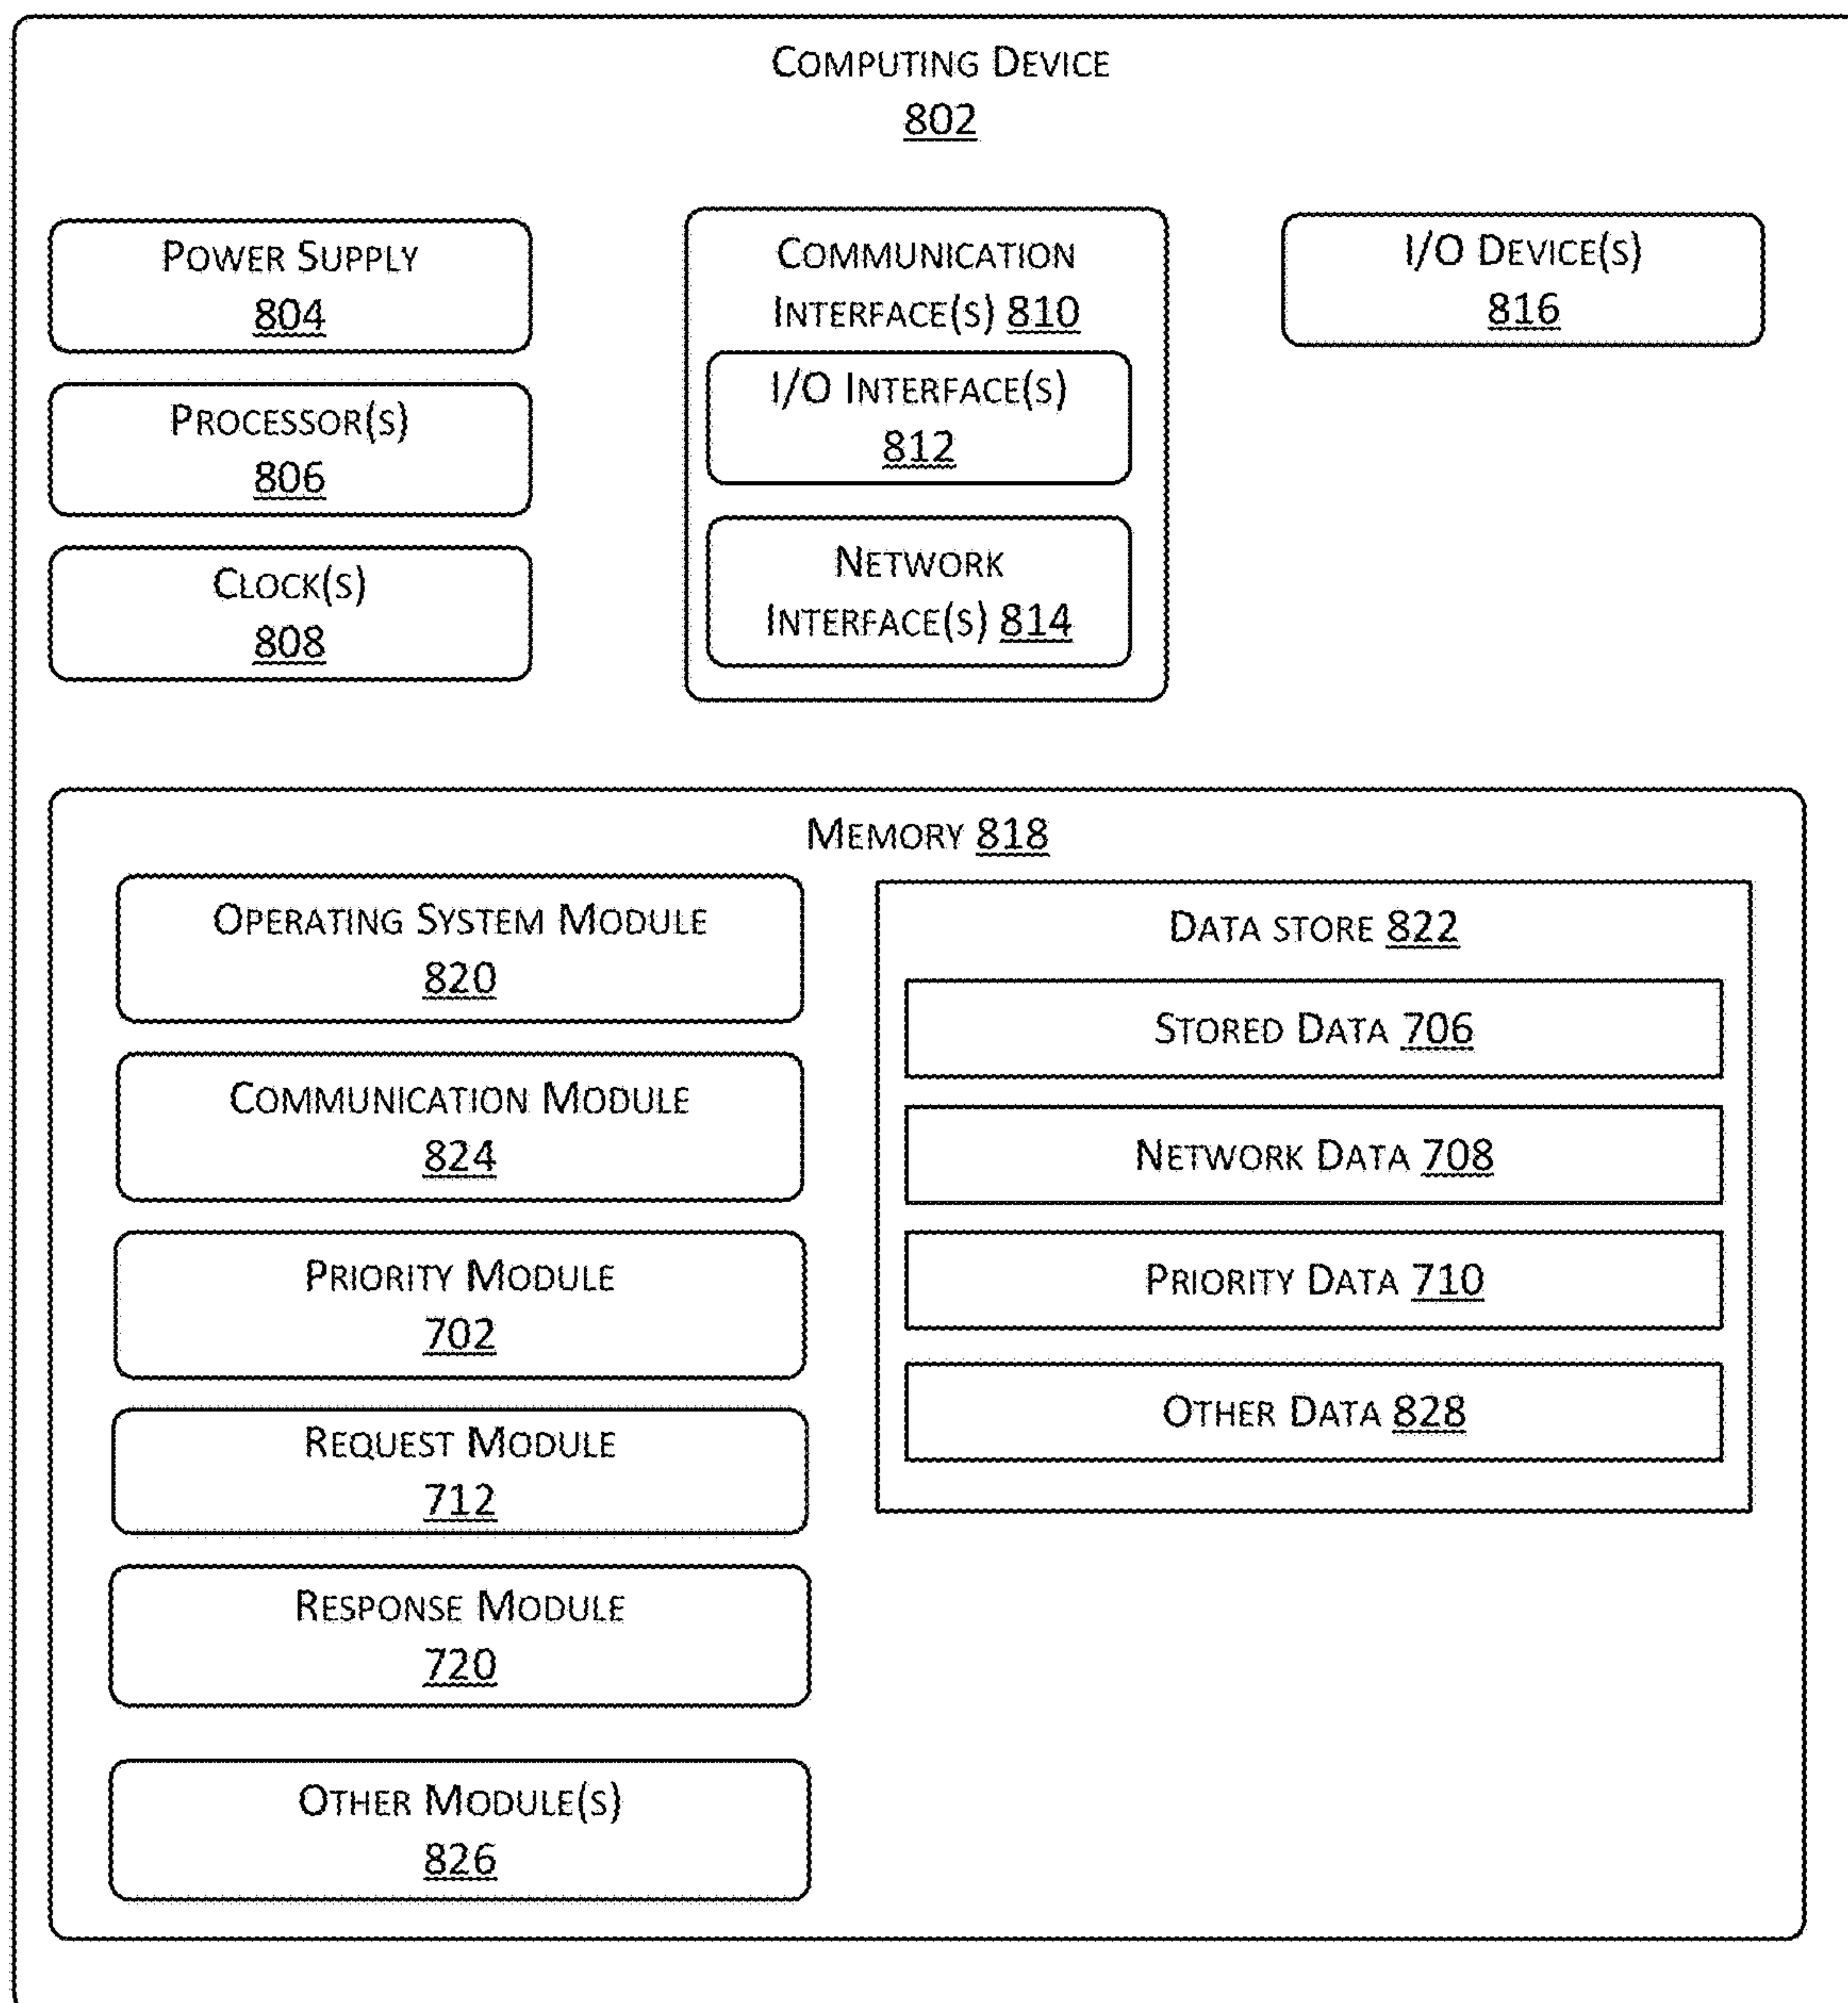 Computing Device
802
Power Supply
804
Processor(s)
806
Clock(s)
808
Communication
Interface(s) 810
I/O Interface(s)
812
Network
Interface(s) 814
I/O Device(s)
816
Memory 818
Operating System Module
820
Communication Module
824
Priority Module
702
Request Module
712
Response Module
720
Other Module(s)
826
Data store 822
Stored Data 706
Network Data 708
Priority Data 710
Other Data 828